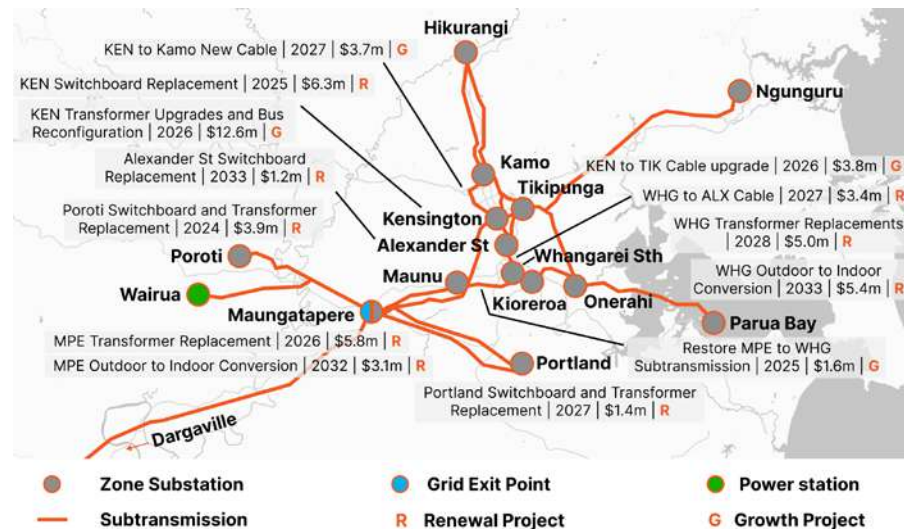 Hikurangi
KEN to Kamo New Cable | 2027 | $3.7m | G
KEN Switchboard Replacement | 2025 | $6.3m | R
Ngunguru
KEN Transformer Upgrades and Bus
Reconfiguration | 2026 | $12.6m | G
Alexander St Switchboard
Replacement | 2033 | $1.2m | R
Kamo
KEN to TIK Cable upgrade | 2026 | $3.8m | G
Tikipunga
WHG to ALX Cable | 2027 | $3.4m | R
Poroti Switchboard and Transformer
Replacement | 2024 | $3.9m | R
Kensington
WHG Transformer Replacements
2028 | $5.0m | R
Alexander St
Poroti
Whangarei Sth
WHG Outdoor to Indoor
Conversion | 2033 | $5.4m | R
Maunu
Wairua
Kioreroa
Onerahi
Maungatapere
Parua Bay
MPE Transformer Replacement | 2026 | $5.8m | R
MPE Outdoor to Indoor Conversion | 2032 | $3.1m | R
Restore MPE to WHG
Subtransmission | 2025 | $1.6m | G
Portland
Portland Switchboard and Transformer
Replacement | 2027 | $1.4m | R
Dargaville
Zone Substation
Grid Exit Point
Power station
Subtransmission
R Renewal Project
G Growth Project